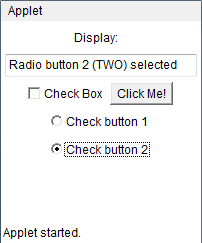 Applet
Display:
Radio button 2 (TWO) selected
Check Box Click Me!
Check button 1
Check button 2
Applet started.